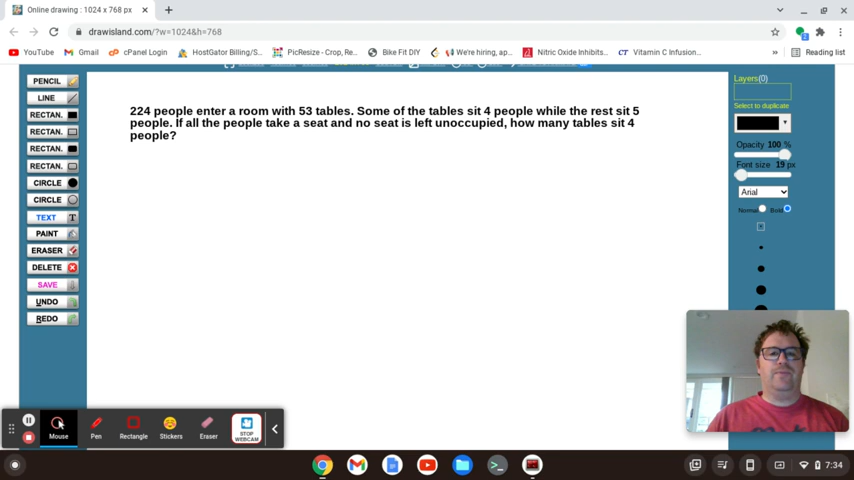 Online drawing : 1024 x 768 px
drawisland.com/?w=1024&h=768
YouTube Gmail cPanel Login HostGator Billing/S... PicResize - Crop, Re... Bike Fit DIY We're hiring, ap... Nitric Oxide Inhibits... CT Vitamin C Infusion... » Reading list
PENCIL
LINE
RECTAN.
RECTAN.
RECTAN.
RECTAN.
CIRCLE
CIRCLE
TEXT T
PAINT
ERASER
DELETE
SAVE
UNDO
REDO
224 people enter a room with 53 tables. Some of the tables sit 4 people while the rest sit 5
people. If all the people take a seat and no seat is left unoccupied, how many tables sit 4
people?
Layers(0)
Select to duplicate
Opacity 100 %
Font size 19 px
Arial
Normal Bold
Mouse Pen Rectangle Stickers Eraser STOP
WEBCAM
7:34